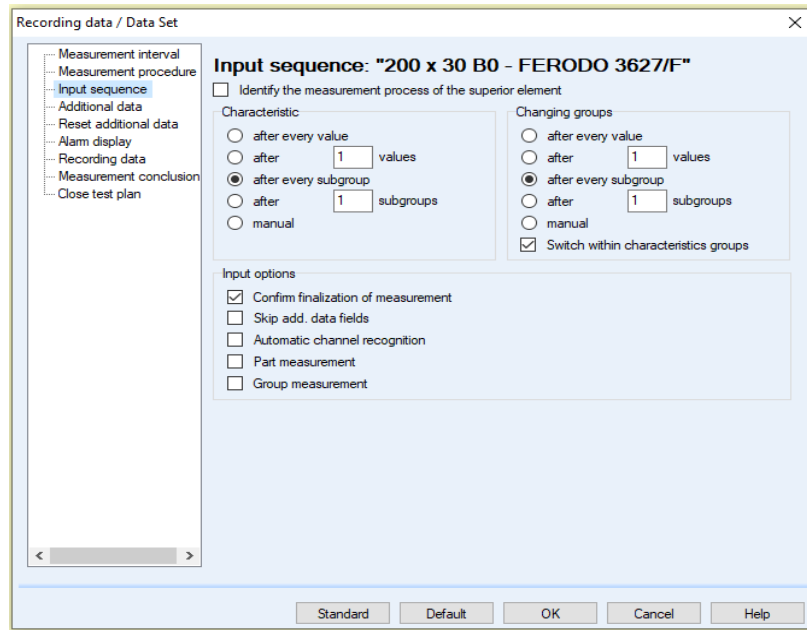 Recording data / Data Set
Measurement interval
Measurement procedure
Input sequence
Additional data
Reset additional data
Alarm display
Recording data
Measurement conclusion
Close test plan
Input sequence: "200 x 30 B0 - FERODO 3627/F"
Identify the measurement process of the superior element
Characteristic
after every value
after 1 values
after every subgroup
after 1 subgroups
manual
Changing groups
after every value
after 1 values
after every subgroup
after 1 subgroups
manual
Switch within characteristics groups
Input options
Confirm finalization of measurement
Skip add. data fields
Automatic channel recognition
Part measurement
Group measurement
Standard Default OK Cancel Help